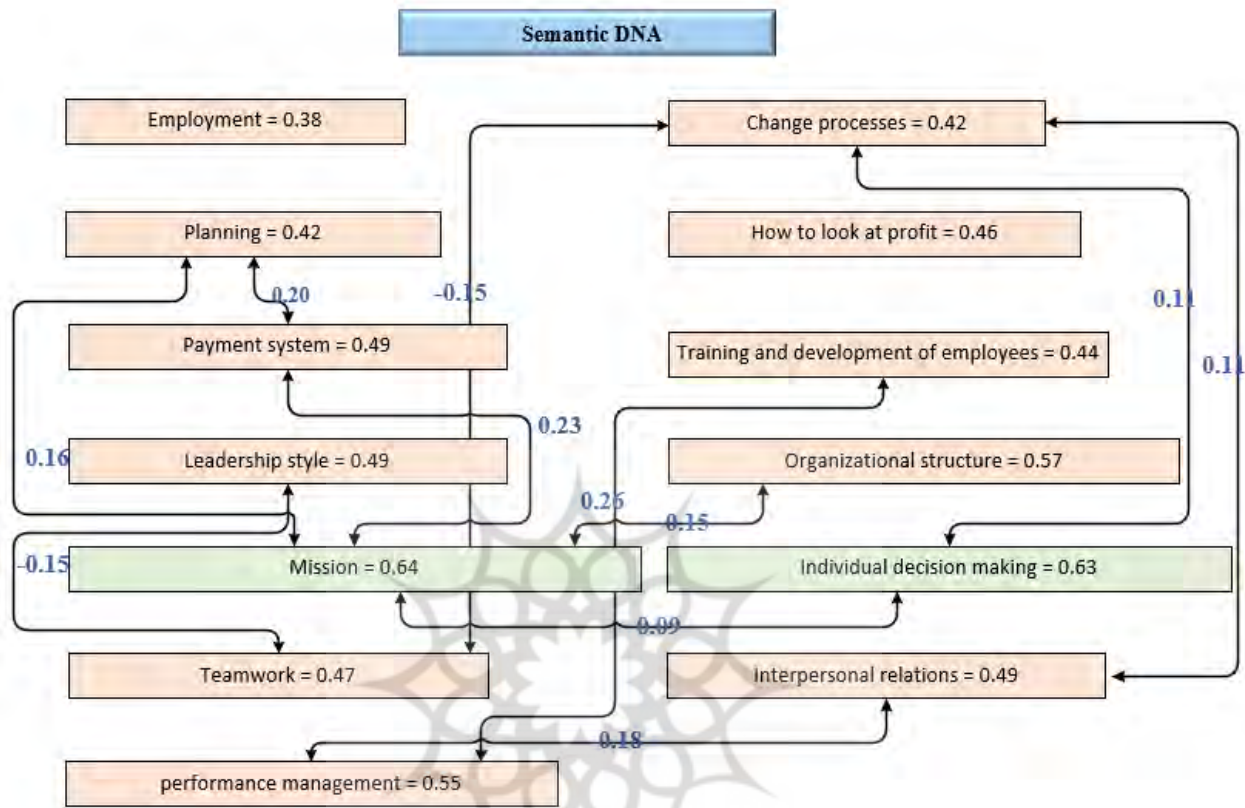 Semantic DNA
Employment = 0.38
Change processes = 0.42
Planning = 0.42
How to look at profit = 0.46
0.20
-0.15
0.11
Payment system = 0.49
Training and development of employees = 0.44
0.11
0.23
0.16
Leadership style = 0.49
Organizational structure = 0.57
0.26
0.15
-0.15
Mission = 0.64
Individual decision making = 0.63
0.09
Teamwork = 0.47
Interpersonal relations = 0.49
0.18
performance management = 0.55